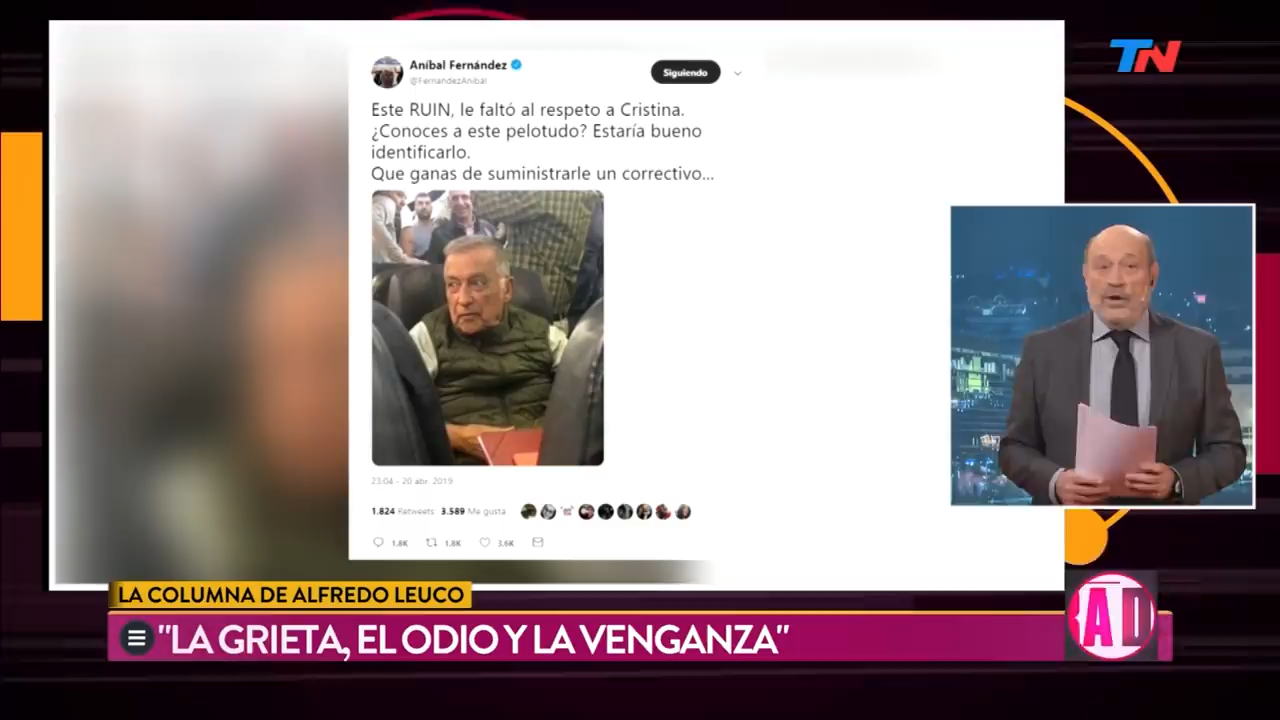 TN
Aníbal Fernández
@FernandezAnibal
Siguiendo
Este RUIN, le faltó al respeto a Cristina.
¿Conoces a este pelotudo? Estaría bueno
identificarlo.
Que ganas de suministrarle un correctivo...
23:04 - 20 abr. 2019
1.824 Retweets 3.589 Me gusta
1.8K 1.8K 3.6K
LA COLUMNA DE ALFREDO LEUCO
"LA GRIETA, EL ODIO Y LA VENGANZA"
AD